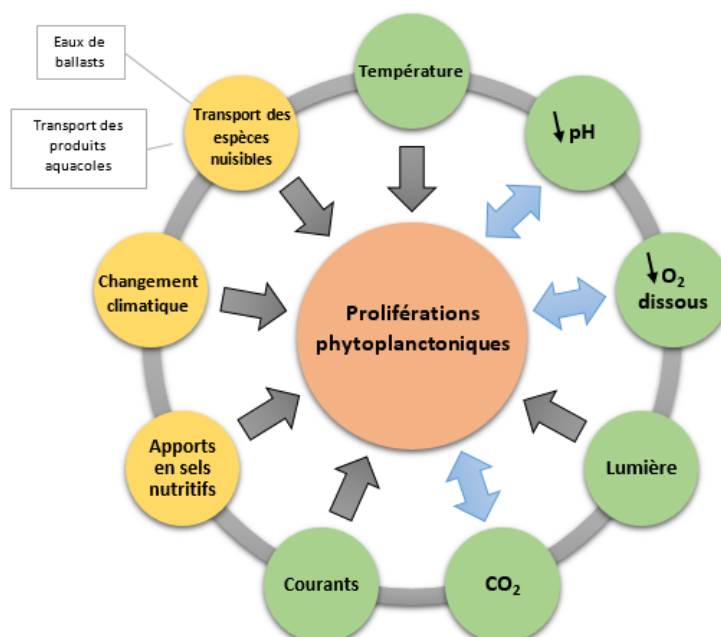 Eaux de
ballasts
Transport des
produits
aquacoles
Transport des
espèces
nuisibles
Température
pH
O2
dissous
Changement
climatique
Proliférations
phytoplanctoniques
Apports
en sels
nutritifs
Lumière
Courants
CO2